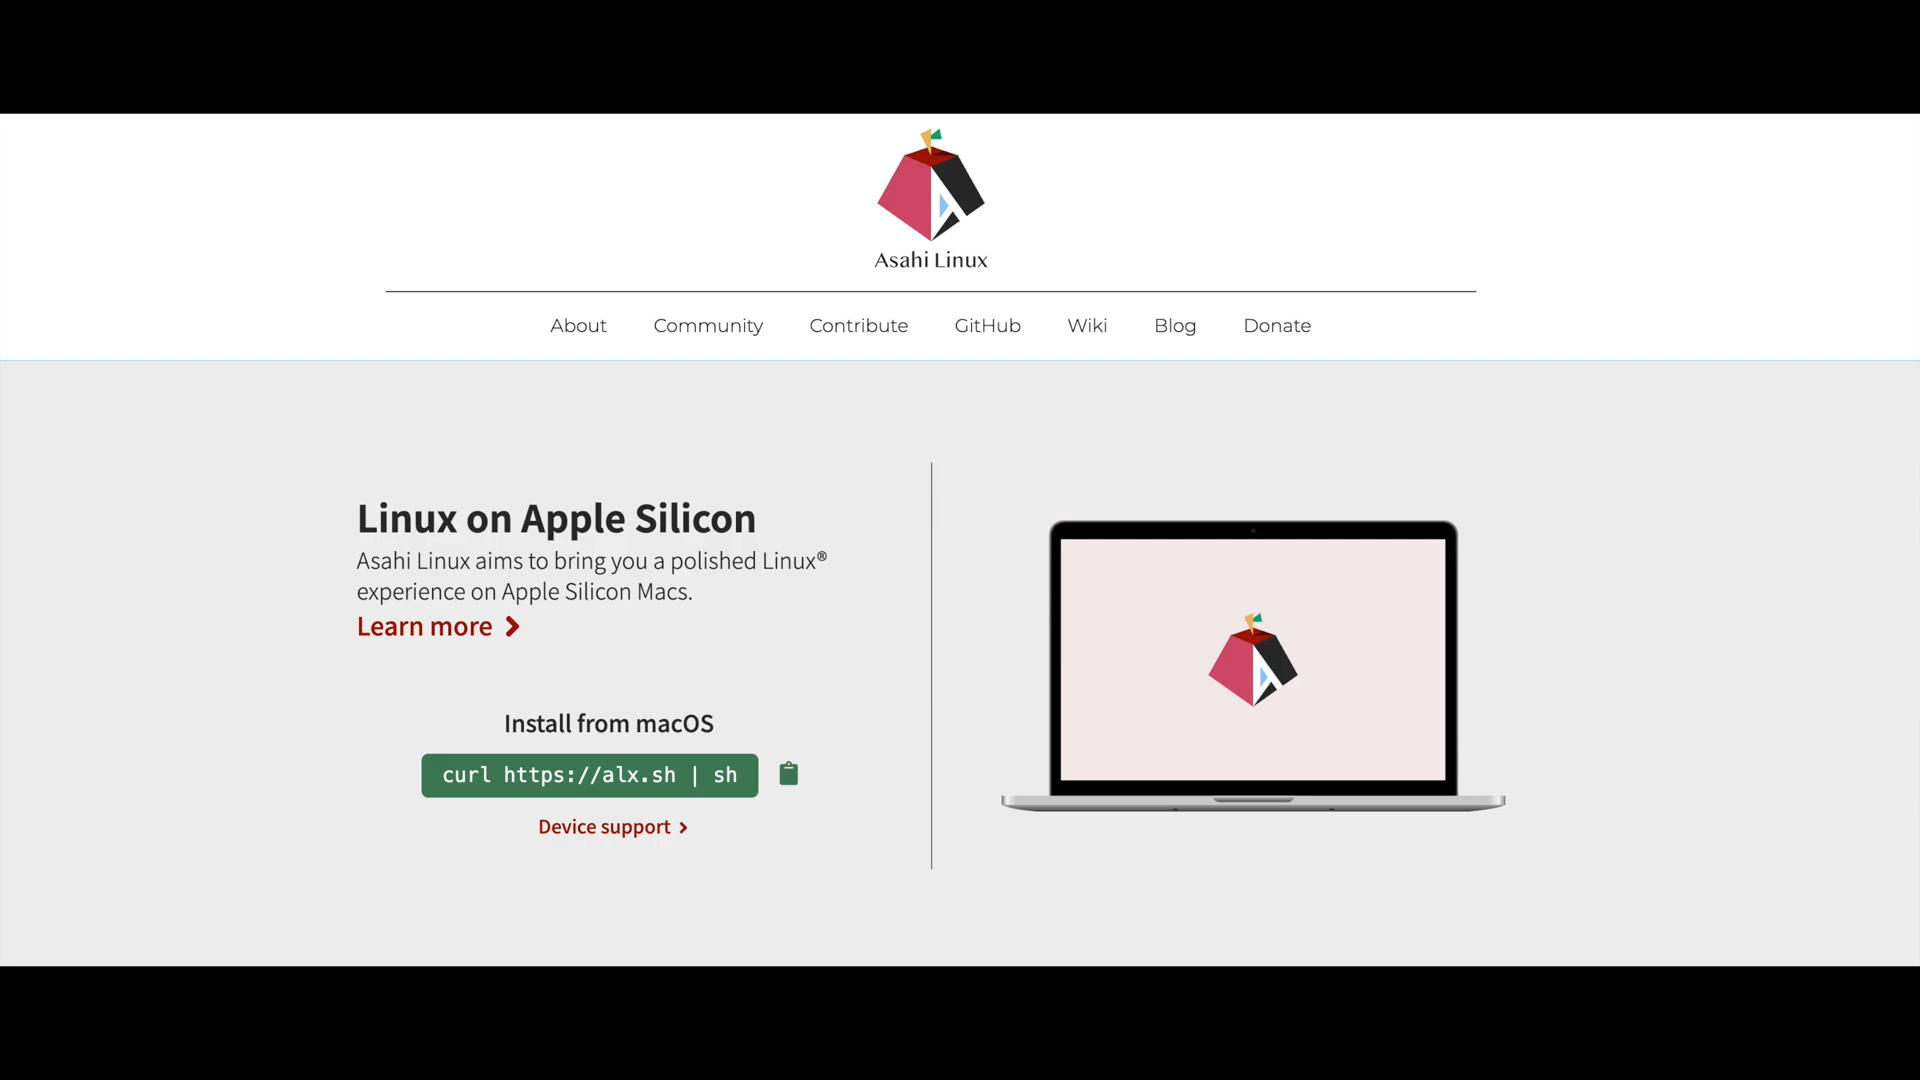 Asahi Linux
About Community Contribute GitHub Wiki Blog Donate
Linux on Apple Silicon
Asahi Linux aims to bring you a polished Linux®
experience on Apple Silicon Macs.
Learn more
Install from macOS
curl https://alx.sh | sh
Device support